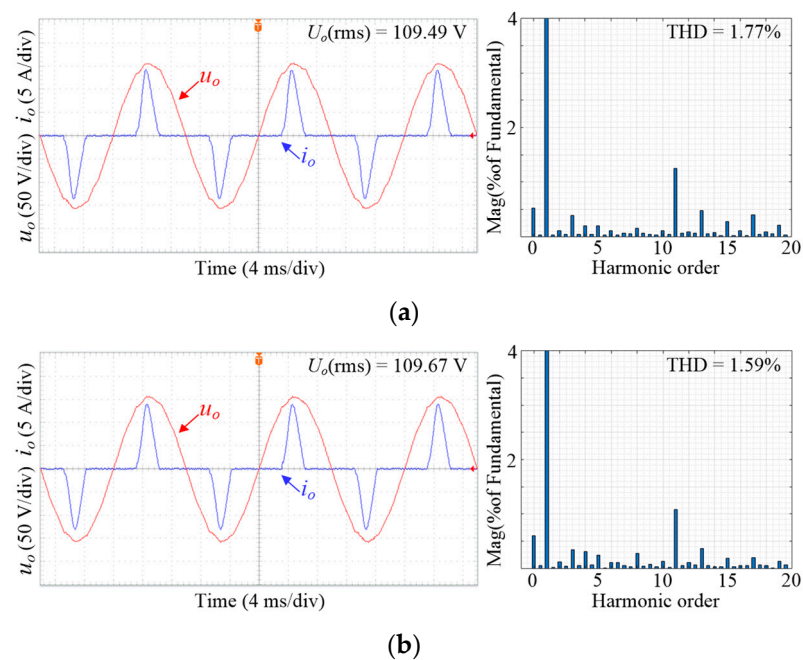 Uo(rms) = 109.49 V
uo (50 V/div) io (5 A/div)
uo
io
Time (4 ms/div)
T
THD = 1.77%
Mag(%of Fundamental)
4
2
0 5 10 15 20
Harmonic order
(a)
Uo(rms) = 109.67 V
uo (50 V/div) io (5 A/div)
uo
io
Time (4 ms/div)
T
THD = 1.59%
Mag(%of Fundamental)
4
2
0 5 10 15 20
Harmonic order
(b)